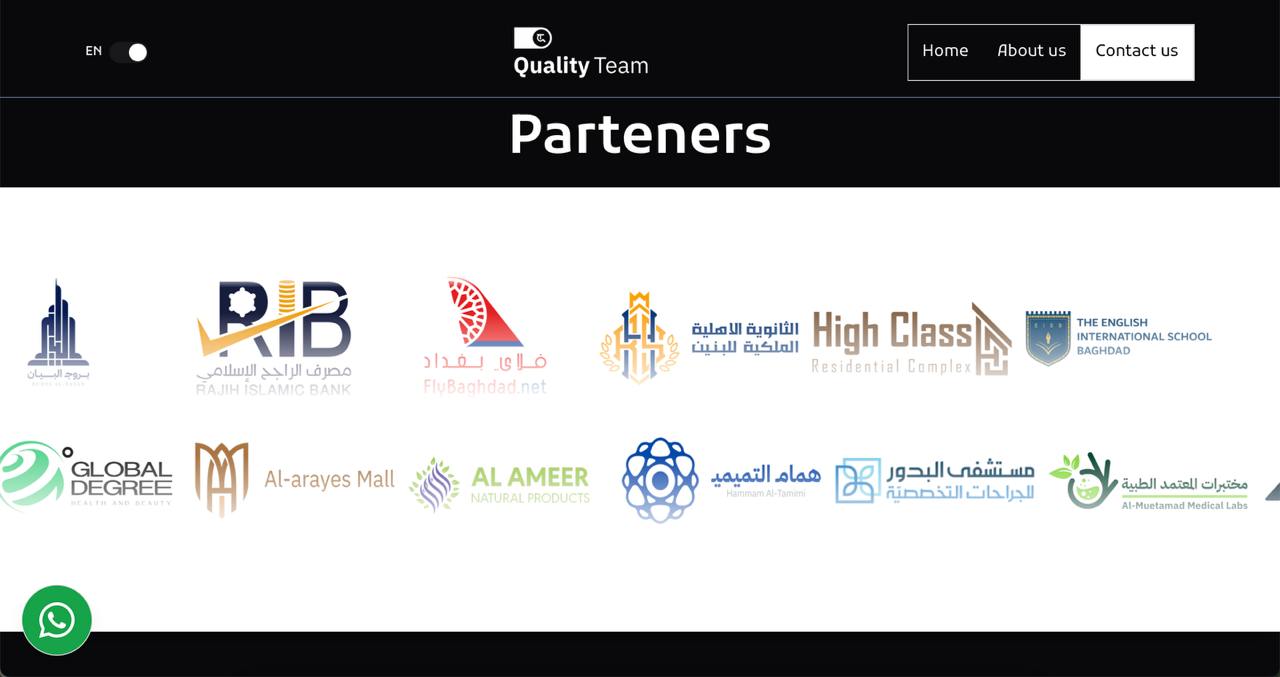 EN
Quality Team
Home
About us
Contact us
Parteners
بروج البسيان
RIB
مصرف الراجح الإسلامي
RAJIH ISLAMIC BANK
فلاي بغداد
FlyBaghdad.net
الثانوية الاهلية
الملكية للبنين
High Class
Residential Complex
THE ENGLISH
INTERNATIONAL SCHOOL
BAGHDAD
GLOBAL
DEGREE
HEALTH AND BEAUTY
Al-arayes Mall
AL AMEER
NATURAL PRODUCTS
همام التميمي
Hammam Al-Tamimi
مستشفى البدور
للجراحات التخصصية
مختبرات المعتمد الطبية
Al-Muetamad Medical Labs